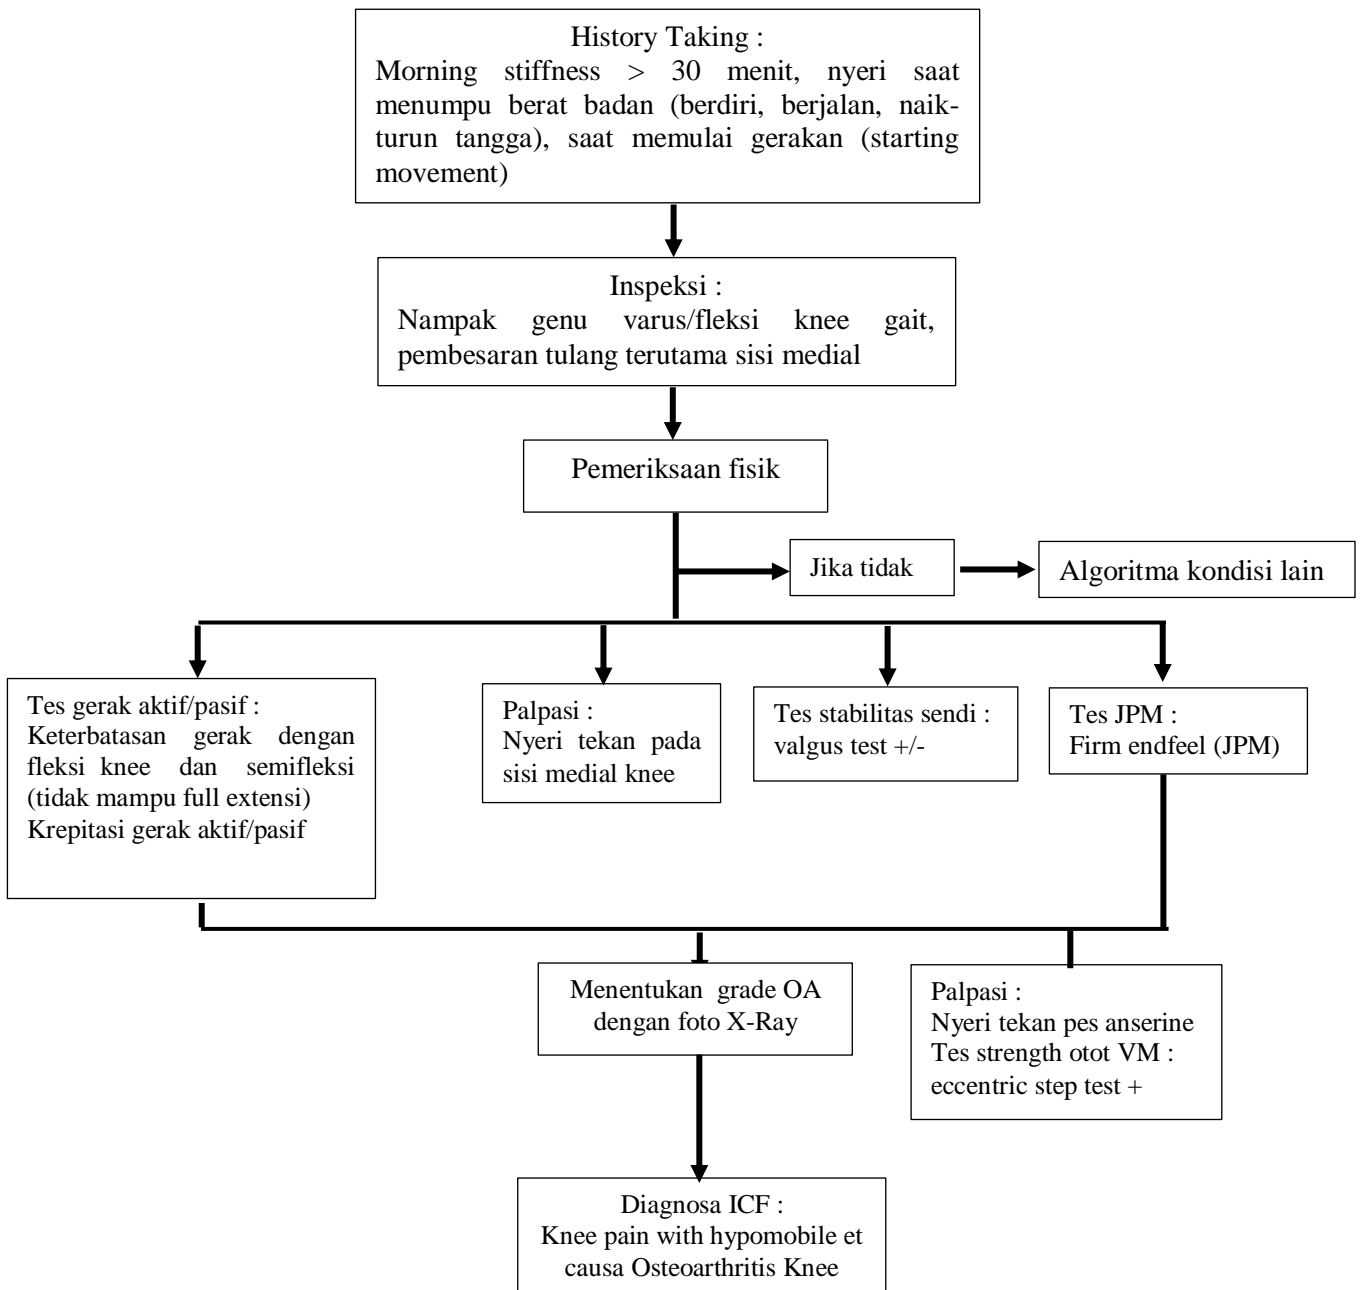 History Taking :
Morning stiffness > 30 menit, nyeri saat
menumpu berat badan (berdiri, berjalan, naik-
turun tangga), saat memulai gerakan (starting
movement)
Inspeksi :
Nampak genu varus/fleksi knee gait,
pembesaran tulang terutama sisi medial
Pemeriksaan fisik
Jika tidak
Algoritma kondisi lain
Tes gerak aktif/pasif :
Keterbatasan gerak dengan
fleksi knee dan semifleksi
(tidak mampu full extensi)
Krepitasi gerak aktif/pasif
Palpasi :
Nyeri tekan pada
sisi medial knee
Tes stabilitas sendi :
valgus test +/-
Tes JPM :
Firm endfeel (JPM)
Menentukan grade OA
dengan foto X-Ray
Palpasi :
Nyeri tekan pes anserine
Tes strength otot VM :
eccentric step test +
Diagnosa ICF :
Knee pain with hypomobile et
causa Osteoarthritis Knee